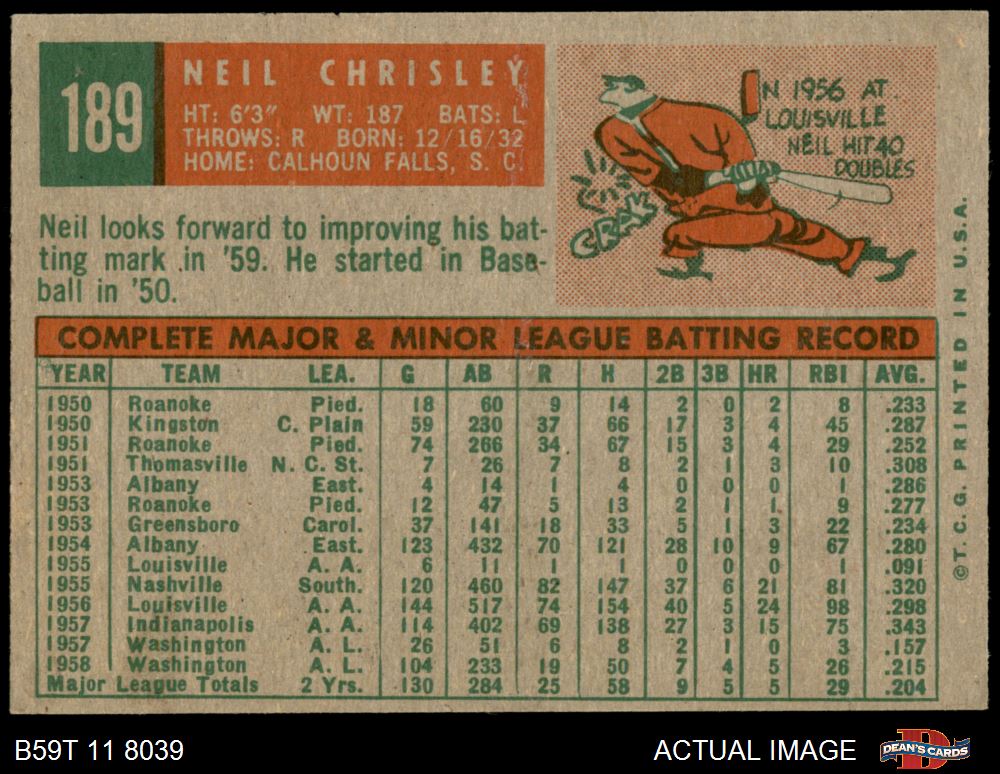 189
NEIL CHRISLEY
HT: 6'3" WT: 187 BATS: L
THROWS: R BORN: 12/16/32
HOME: CALHOUN FALLS, S. C.
IN 1956 AT
LOUISVILLE
NEIL HIT 40
DOUBLES
CRAK
Neil looks forward to improving his bat-
ting mark in '59. He started in Base-
ball in '50.
COMPLETE MAJOR & MINOR LEAGUE BATTING RECORD
YEAR TEAM LEA. G AB R H 2B 3B HR RBI AVG.
1950 Roanoke Pied. 18 60 9 14 2 0 2 8 .233
1950 Kingston C. Plain 59 230 37 66 17 3 4 45 .287
1951 Roanoke Pied. 74 266 34 67 15 3 4 29 .252
1951 Thomasville N. C. St. 7 26 7 8 2 1 3 10 .308
1953 Albany East. 4 14 1 4 0 0 0 1 .286
1953 Roanoke Pied. 12 47 5 13 2 1 1 9 .277
1953 Greensboro Carol. 37 141 18 33 5 1 3 22 .234
1954 Albany East. 123 432 70 121 28 10 9 67 .280
1955 Louisville A. A. 6 11 1 1 0 0 0 1 .091
1955 Nashville South. 120 460 82 147 37 6 21 81 .320
1956 Louisville A. A. 144 517 74 154 40 5 24 98 .298
1957 Indianapolis A. A. 114 402 69 138 27 3 15 75 .343
1957 Washington A. L. 26 51 6 8 2 1 0 3 .157
1958 Washington A. L. 104 233 19 50 7 4 5 26 .215
Major League Totals 2 Yrs. 130 284 25 58 9 5 5 29 .204
©T. C. G. PRINTED IN U.S.A.
B59T 11 8039
ACTUAL IMAGE
DEAN'S CARDS